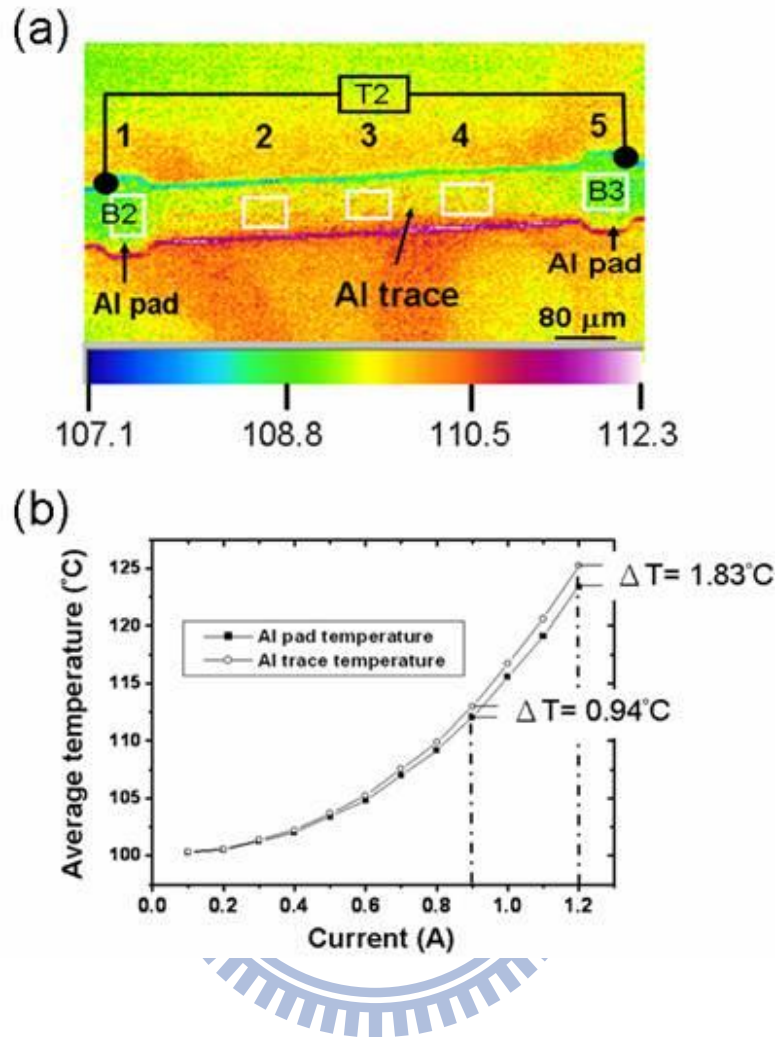 (a)
T2
1 2 3 4 5
B2 B3
Al pad Al trace Al pad
80 μm
107.1 108.8 110.5 112.3
(b)
Average temperature (°C)
125
120
115
110
105
100
Al pad temperature
Al trace temperature
Δ T= 1.83°C
Δ T= 0.94°C
0.0 0.2 0.4 0.6 0.8 1.0 1.2
Current (A)